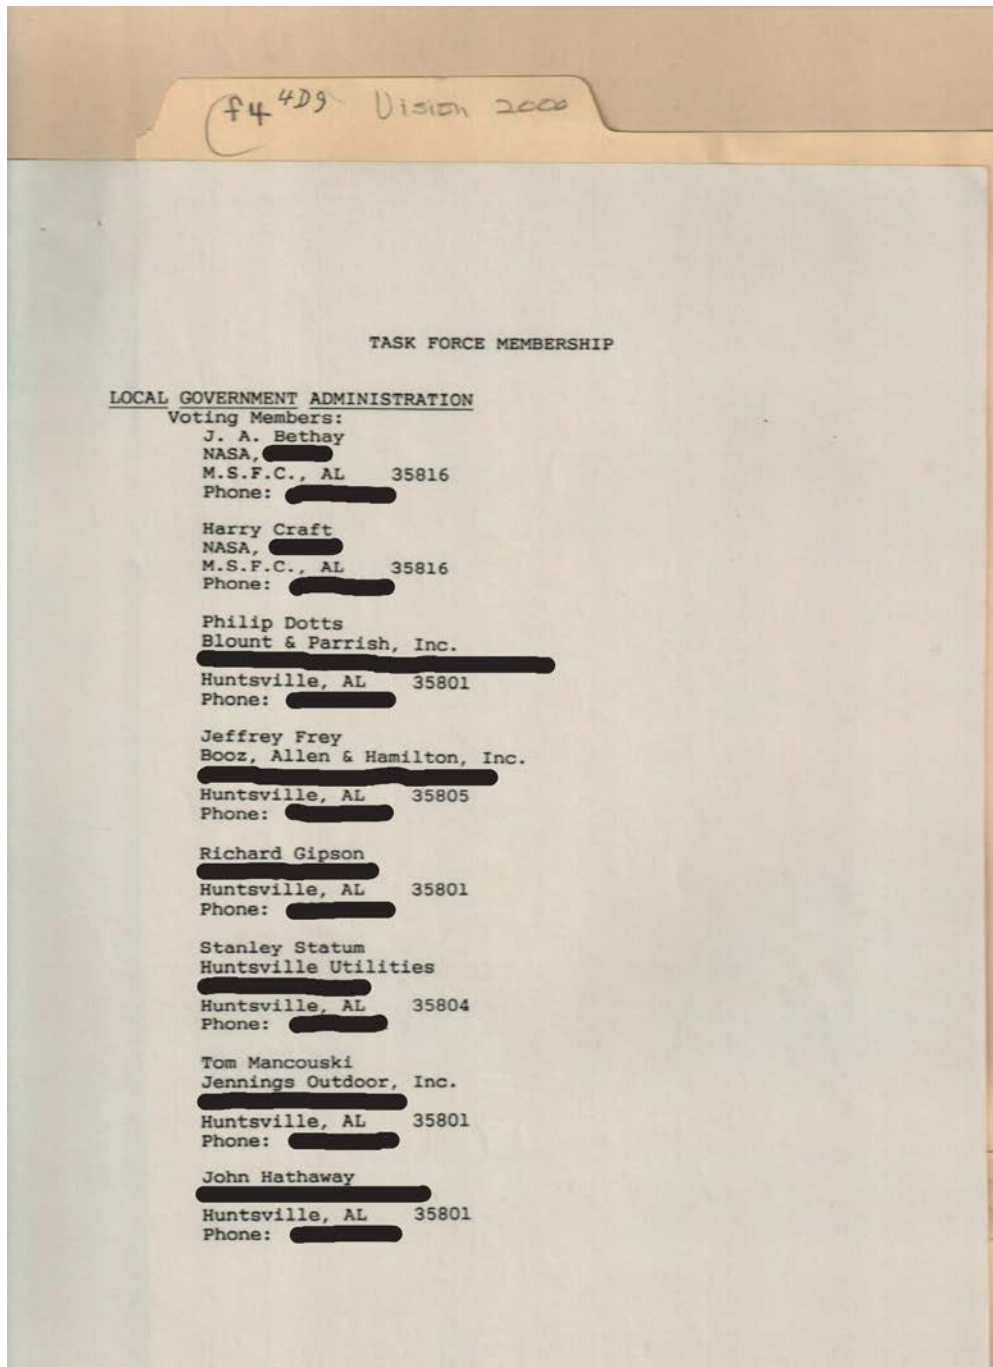 f4 4D9 Vision 2000
TASK FORCE MEMBERSHIP
LOCAL GOVERNMENT ADMINISTRATION
Voting Members:
J. A. Bethay
NASA,
M.S.F.C., AL 35816
Phone:
Harry Craft
NASA,
M.S.F.C., AL 35816
Phone:
Philip Dotts
Blount & Parrish, Inc.
Huntsville, AL 35801
Phone:
Jeffrey Frey
Booz, Allen & Hamilton, Inc.
Huntsville, AL 35805
Phone:
Richard Gipson
Huntsville, AL 35801
Phone:
Stanley Statum
Huntsville Utilities
Huntsville, AL 35804
Phone:
Tom Mancouski
Jennings Outdoor, Inc.
Huntsville, AL 35801
Phone:
John Hathaway
Huntsville, AL 35801
Phone: